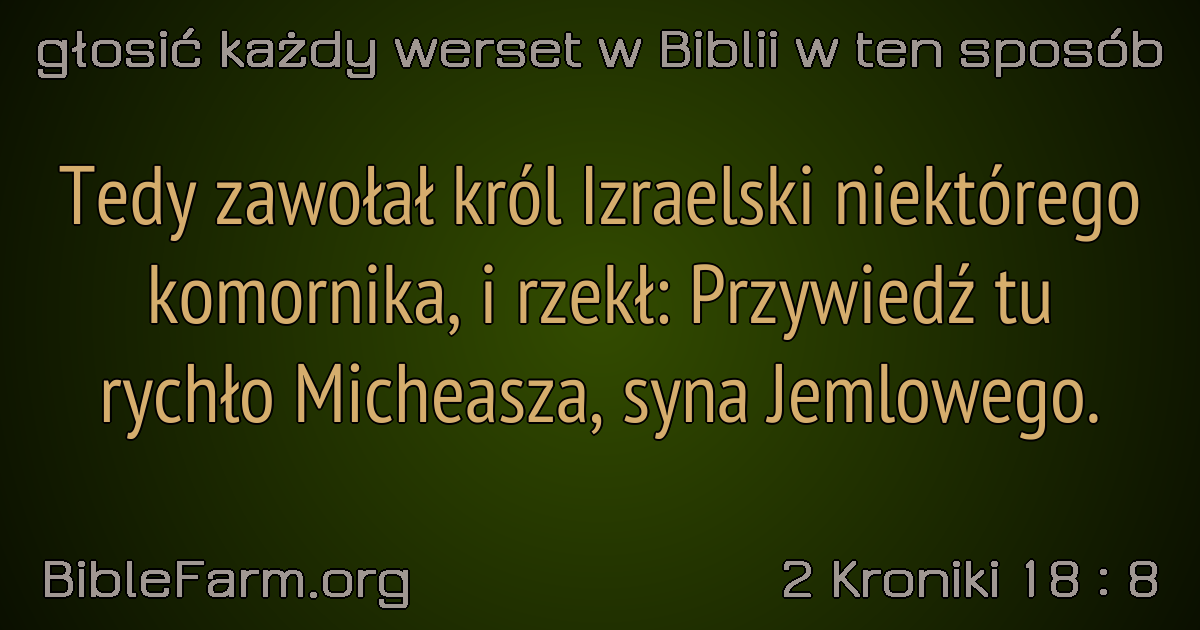 głosić każdy werset w Biblii w ten sposób
Tedy zawołał król Izraelski niektórego
komornika, i rzekł: Przywiedź tu
rychło Micheasza, syna Jemlowego.
BibleFarm.org
2 Kroniki 18 : 8